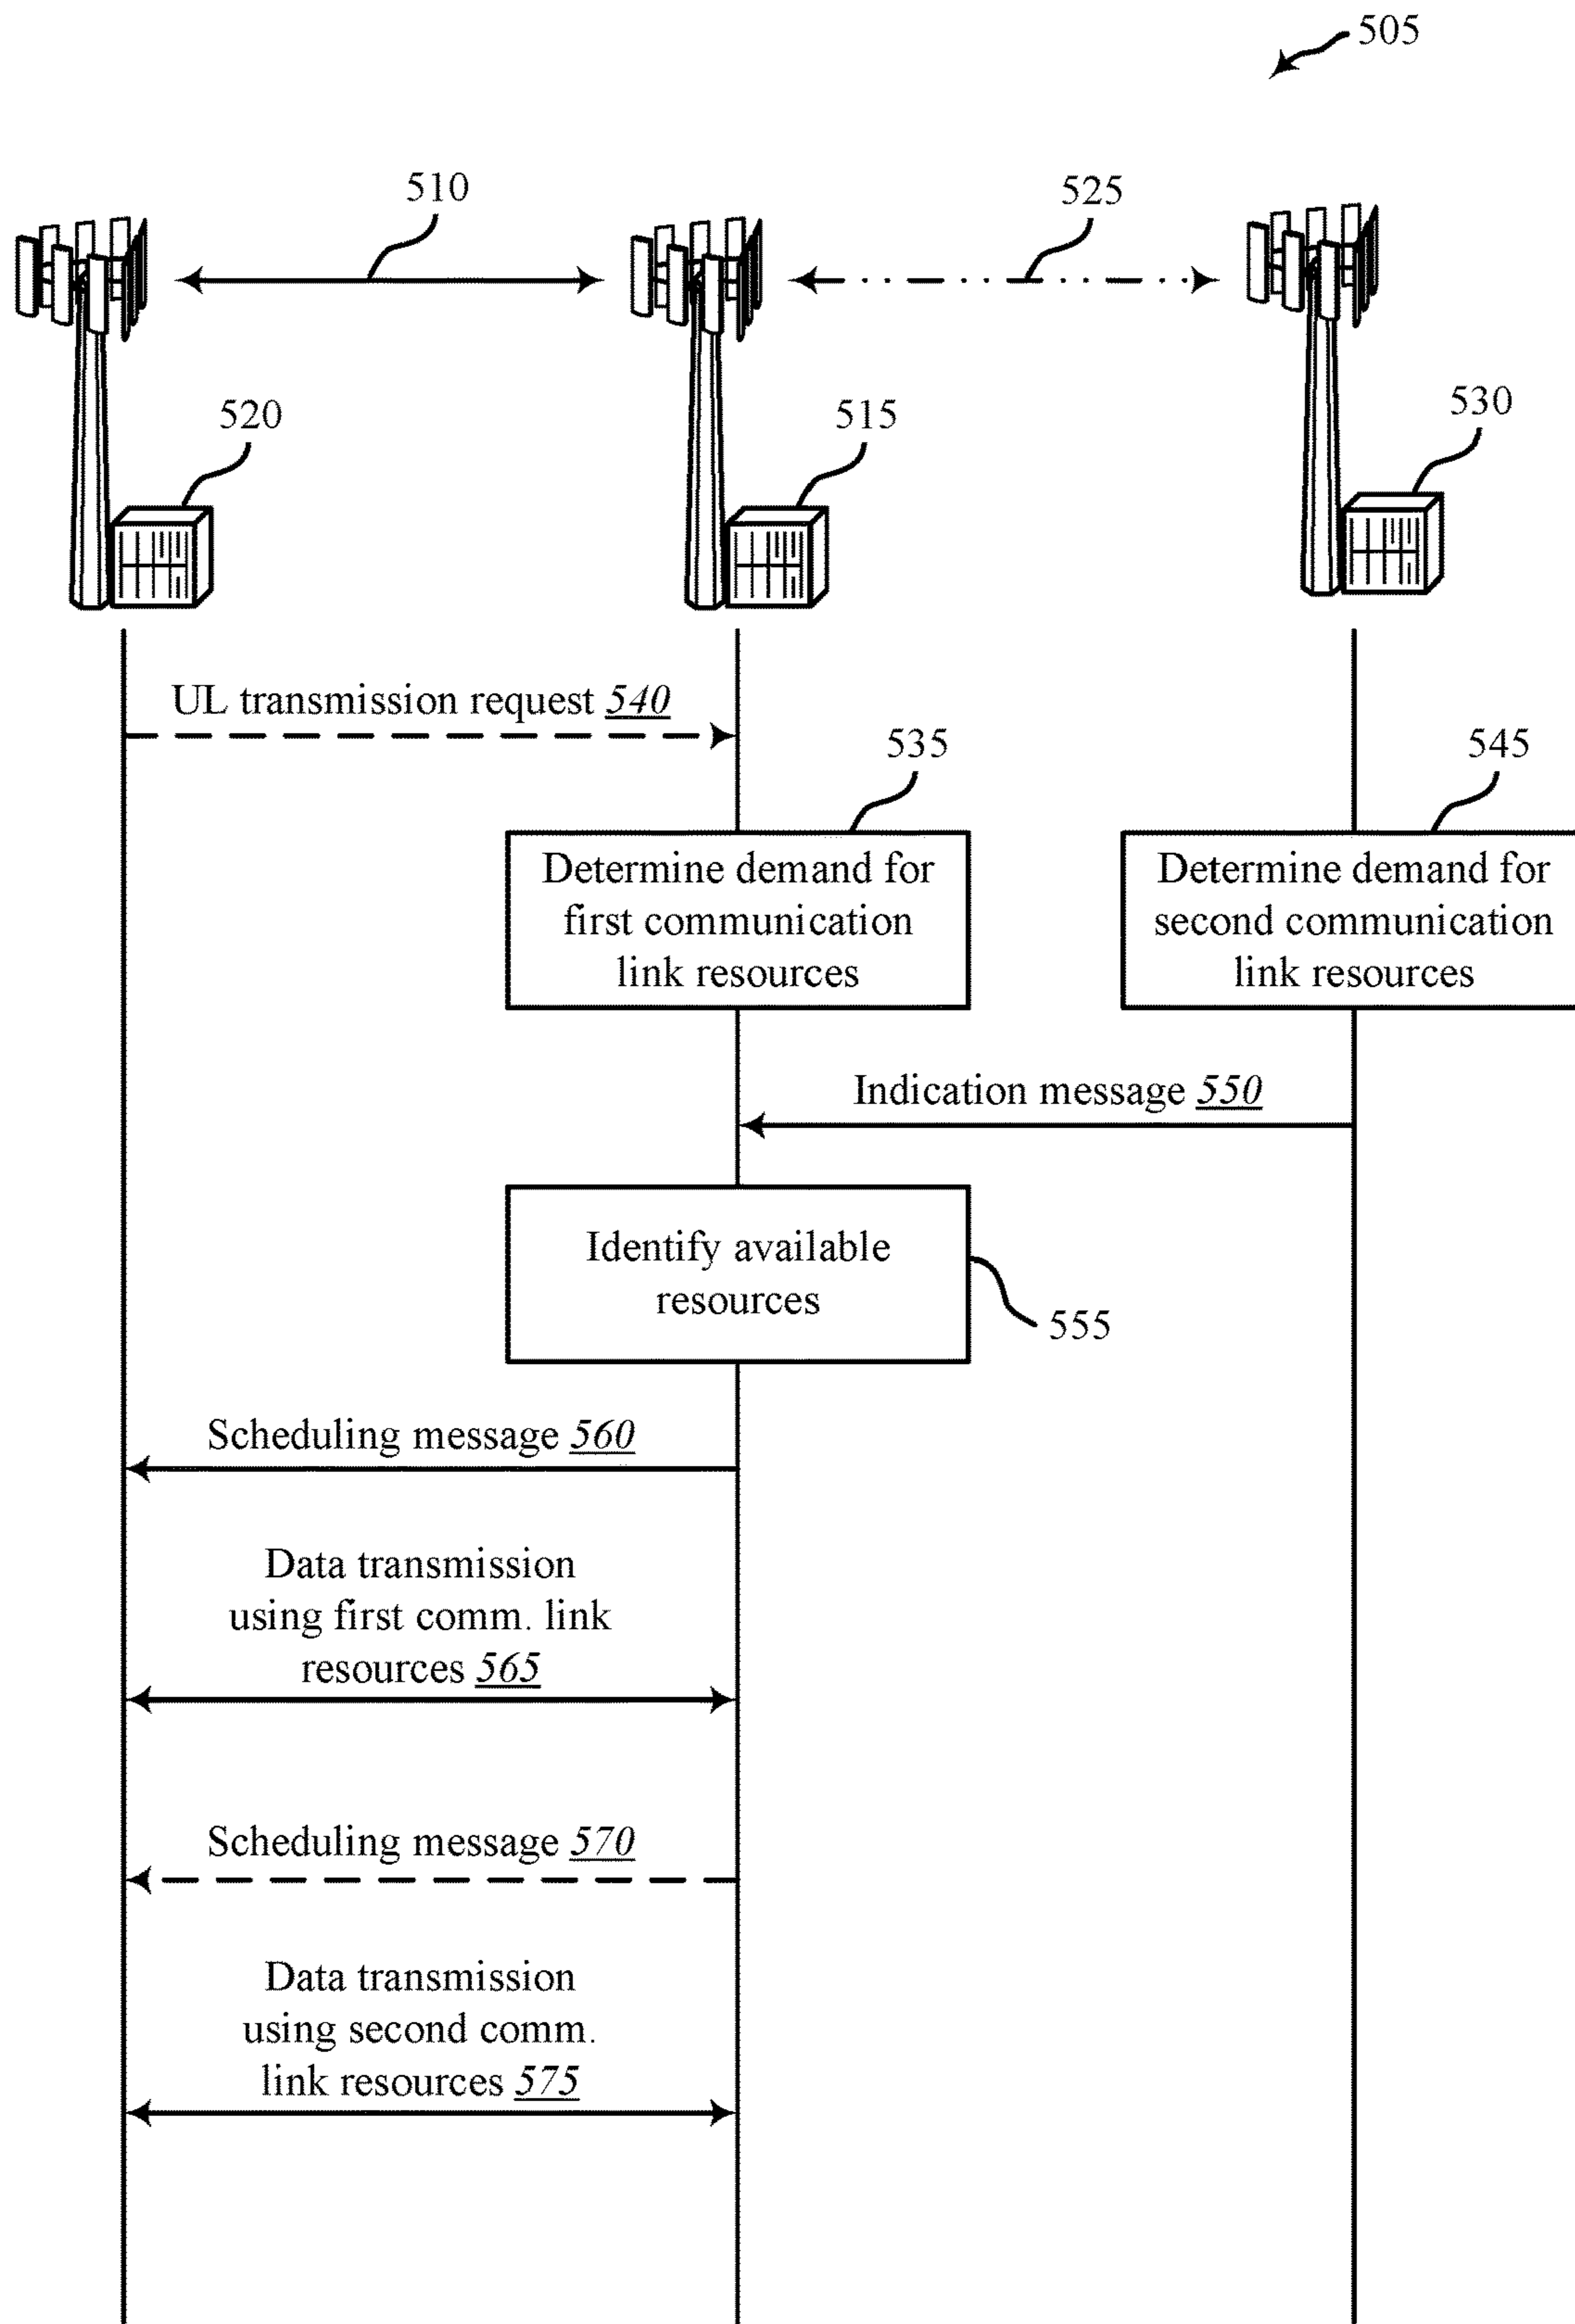 505
510
525
520
515
530
UL transmission request 540
535
545
Determine demand for
first communication
link resources
Determine demand for
second communication
link resources
Indication message 550
Identify available
resources
555
Scheduling message 560
Data transmission
using first comm. link
resources 565
Scheduling message 570
Data transmission
using second comm.
link resources 575